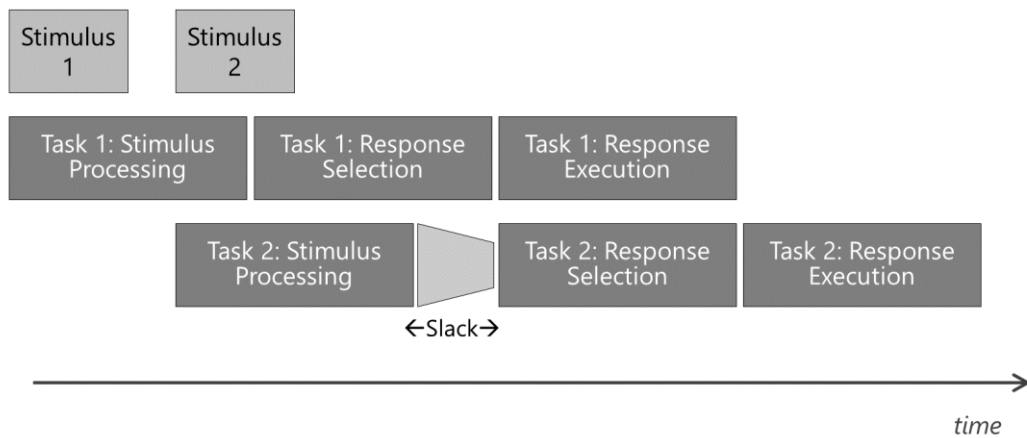 Stimulus
1
Stimulus
2
Task 1: Stimulus
Processing
Task 1: Response
Selection
Task 1: Response
Execution
Task 2: Stimulus
Processing
Task 2: Response
Selection
Task 2: Response
Execution
←Slack→
time